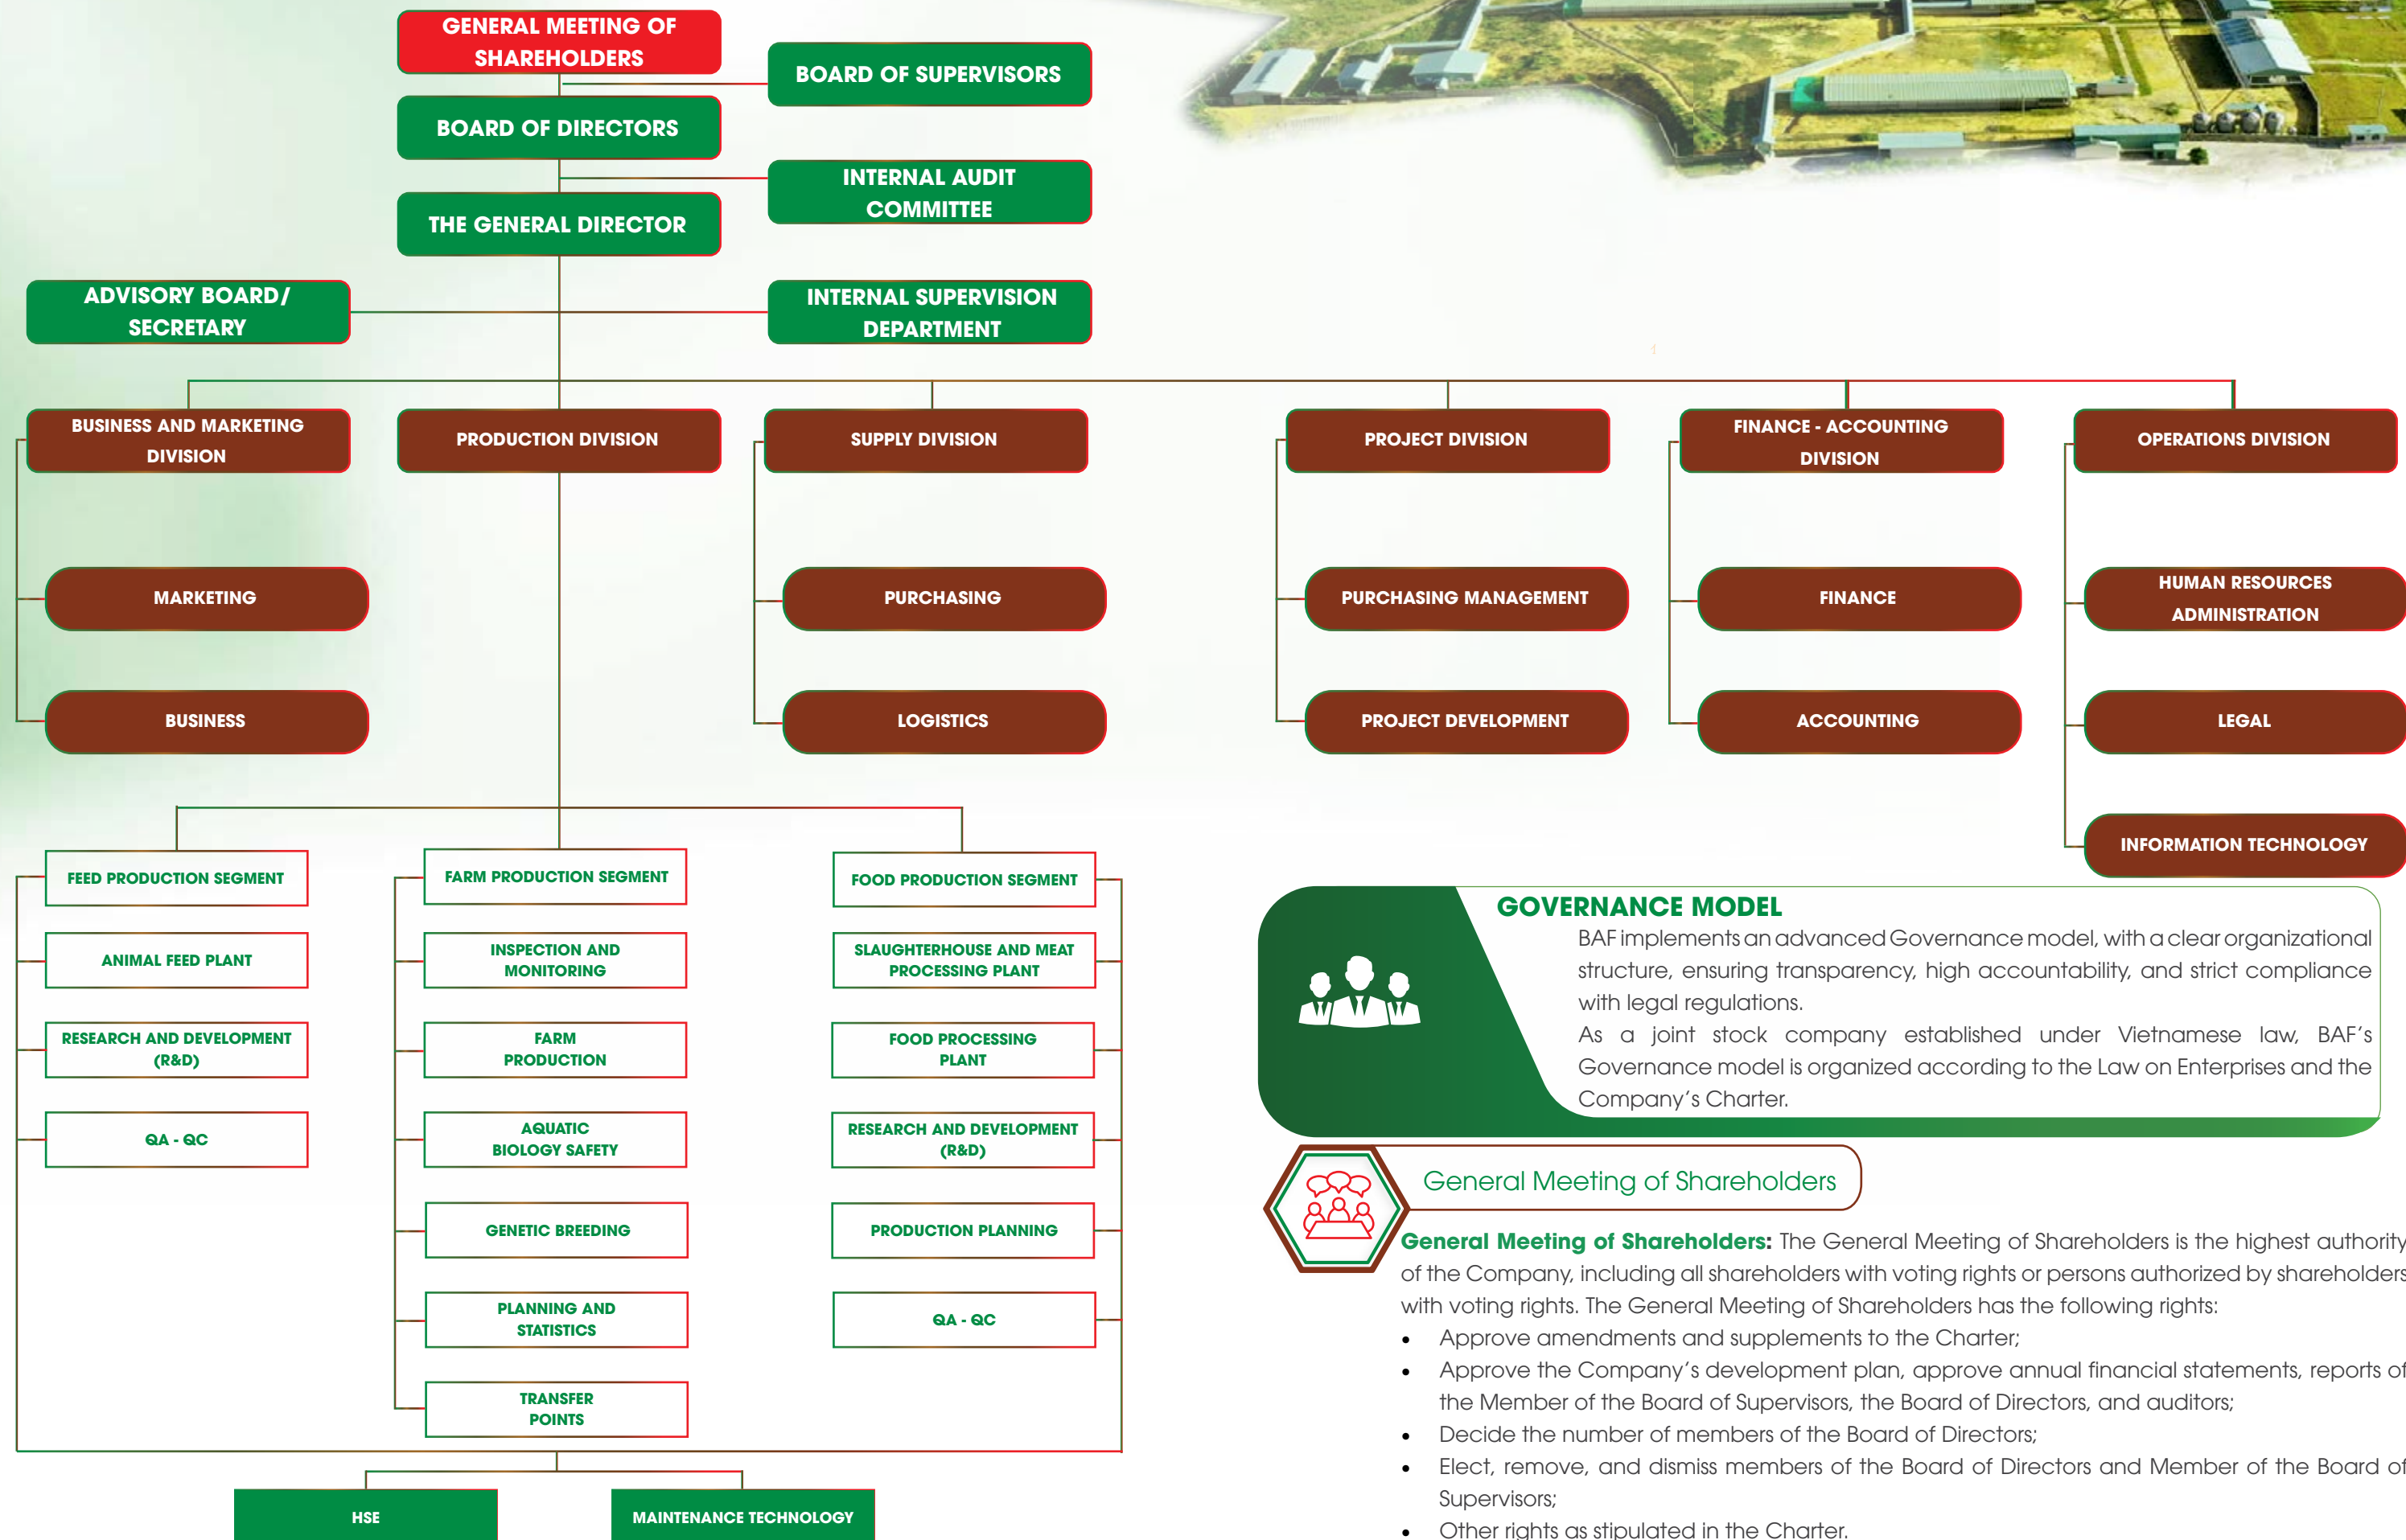 GENERAL MEETING OF
SHAREHOLDERS
BOARD OF SUPERVISORS
BOARD OF DIRECTORS
INTERNAL AUDIT
COMMITTEE
THE GENERAL DIRECTOR
ADVISORY BOARD/
SECRETARY
INTERNAL SUPERVISION
DEPARTMENT
BUSINESS AND MARKETING
DIVISION
PRODUCTION DIVISION
SUPPLY DIVISION
PROJECT DIVISION
FINANCE - ACCOUNTING
DIVISION
OPERATIONS DIVISION
MARKETING
PURCHASING
PURCHASING MANAGEMENT
FINANCE
HUMAN RESOURCES
ADMINISTRATION
BUSINESS
LOGISTICS
PROJECT DEVELOPMENT
ACCOUNTING
LEGAL
INFORMATION TECHNOLOGY
FEED PRODUCTION SEGMENT
ANIMAL FEED PLANT
RESEARCH AND DEVELOPMENT
(R&D)
QA - QC
FARM PRODUCTION SEGMENT
INSPECTION AND
MONITORING
FARM
PRODUCTION
AQUATIC
BIOLOGY SAFETY
GENETIC BREEDING
PLANNING AND
STATISTICS
TRANSFER
POINTS
FOOD PRODUCTION SEGMENT
SLAUGHTERHOUSE AND MEAT
PROCESSING PLANT
FOOD PROCESSING
PLANT
RESEARCH AND DEVELOPMENT
(R&D)
PRODUCTION PLANNING
QA - QC
HSE
MAINTENANCE TECHNOLOGY
GOVERNANCE MODEL
BAF implements an advanced Governance model, with a clear organizational
structure, ensuring transparency, high accountability, and strict compliance
with legal regulations.
As a joint stock company established under Vietnamese law, BAF's
Governance model is organized according to the Law on Enterprises and the
Company's Charter.
General Meeting of Shareholders
General Meeting of Shareholders: The General Meeting of Shareholders is the highest authority
of the Company, including all shareholders with voting rights or persons authorized by shareholders
with voting rights. The General Meeting of Shareholders has the following rights:
• Approve amendments and supplements to the Charter;
• Approve the Company's development plan, approve annual financial statements, reports of
the Member of the Board of Supervisors, the Board of Directors, and auditors;
• Decide the number of members of the Board of Directors;
• Elect, remove, and dismiss members of the Board of Directors and Member of the Board of
Supervisors;
• Other rights as stipulated in the Charter.